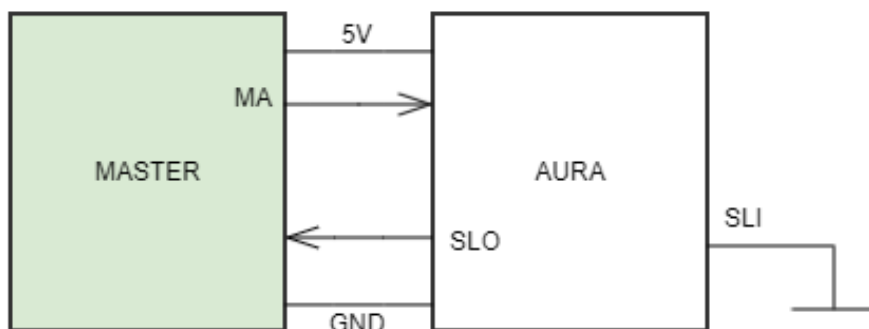 5V
MA
MASTER
AURA
SLI
SLO
GND